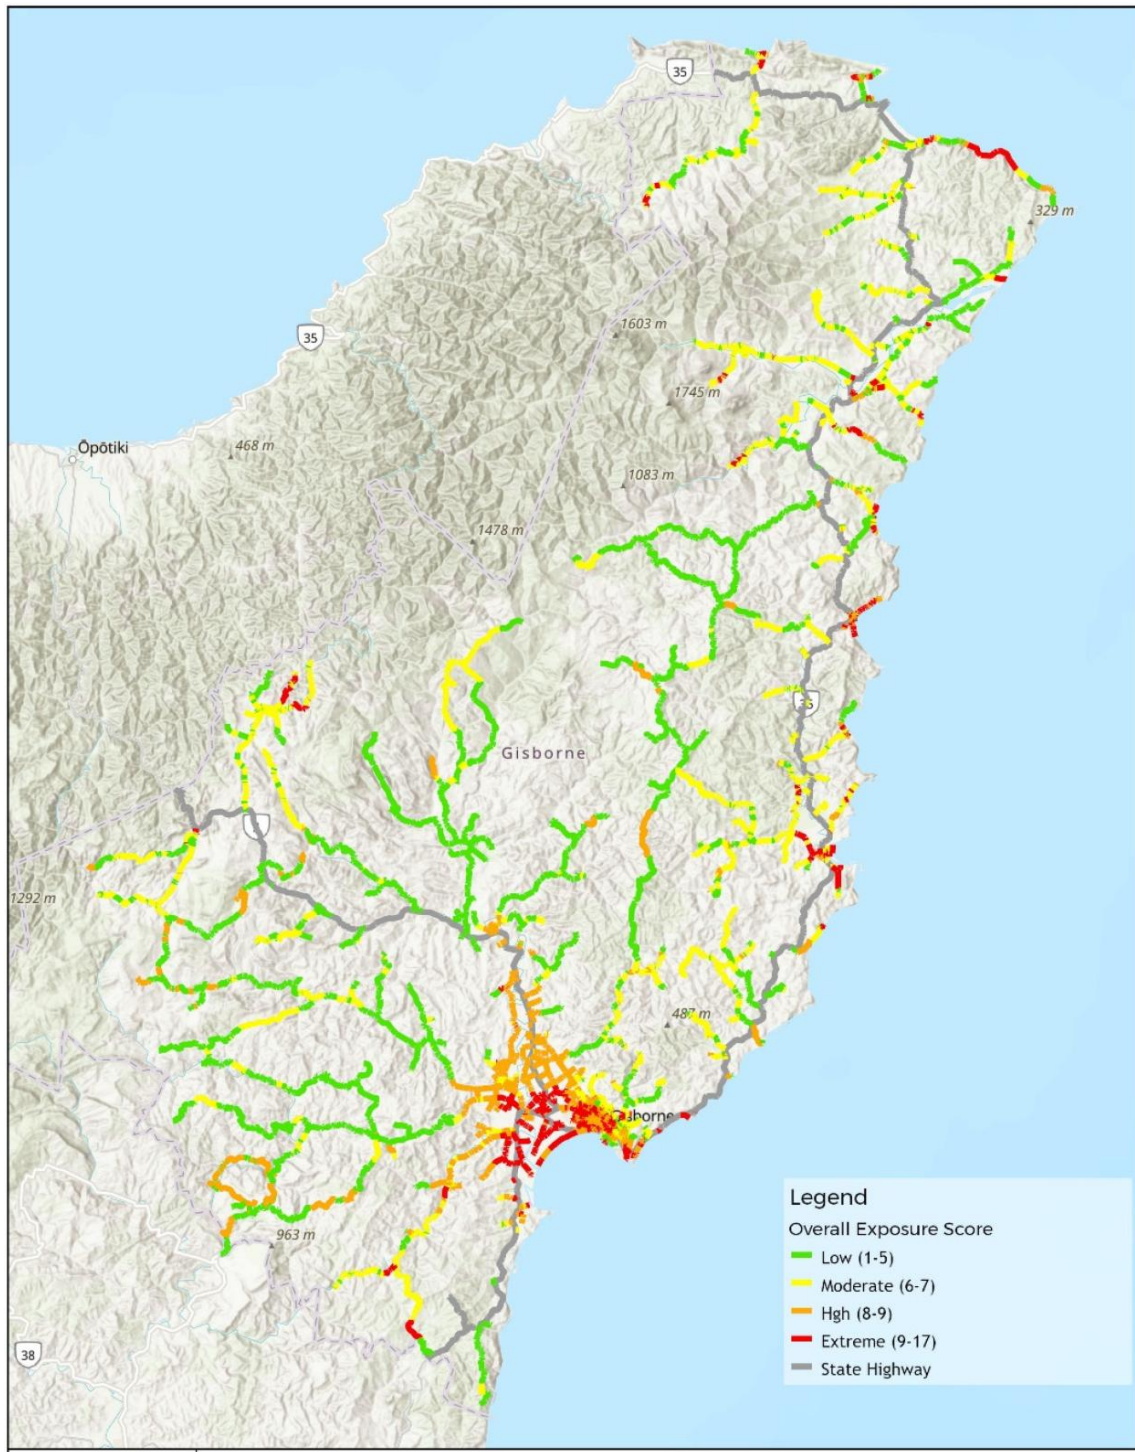 35
329 m
35
1603 m
1745 m
Ōpōtiki
468 m
1083 m
1478 m
35
Gisborne
1292 m
487 m
Gisborne
963 m
38
Legend
Overall Exposure Score
Low (1-5)
Moderate (6-7)
Hgh (8-9)
Extreme (9-17)
State Highway